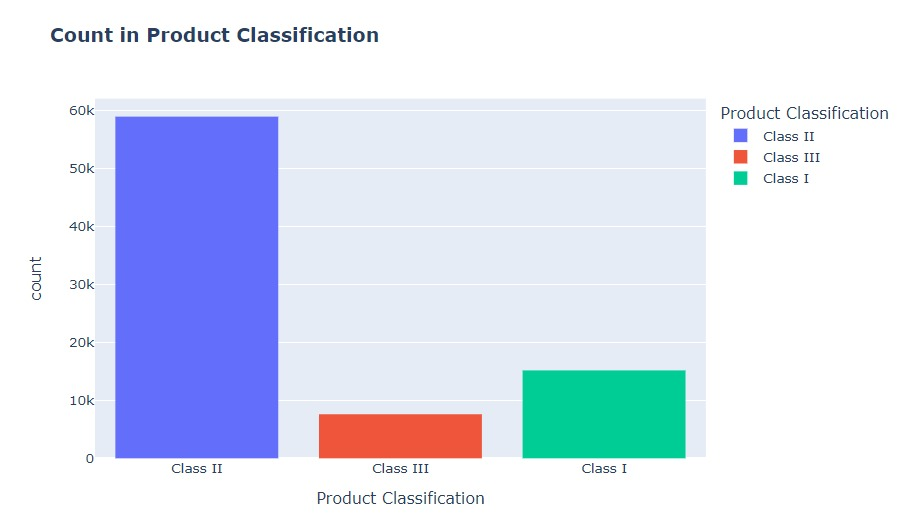 Count in Product Classification
60k
50k
40k
30k
20k
10k
0
count
Class II
Class III
Class I
Product Classification
Product Classification
Class II
Class III
Class I